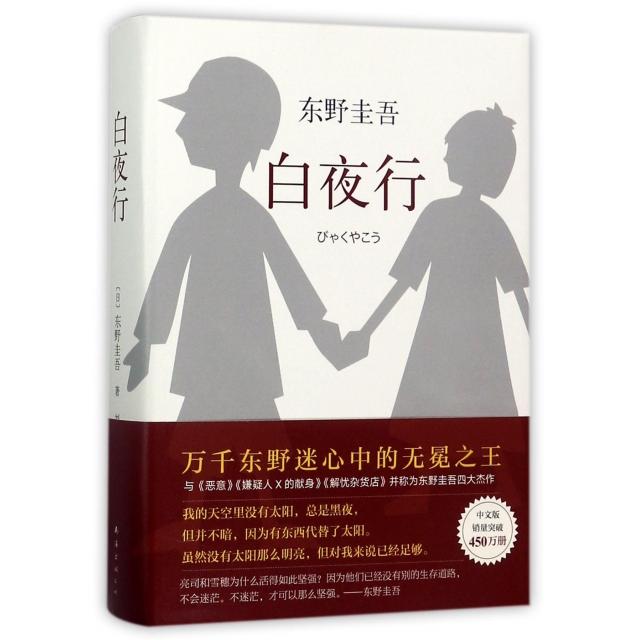 白夜行
[日]东野圭吾 著
东野圭吾
白夜行
びゃくやこう
万千东野迷心中的无冕之王
与《恶意》《嫌疑人X的献身》《解忧杂货店》并称为东野圭吾四大杰作
我的天空里没有太阳，总是黑夜，
但并不暗，因为有东西代替了太阳。
虽然没有太阳那么明亮，但对我来说已经足够。
亮司和雪穗为什么活得如此坚强？因为他们已经没有别的生存道路，
不会迷茫。不迷茫，才可以那么坚强。——东野圭吾
中文版
销量突破
450万册